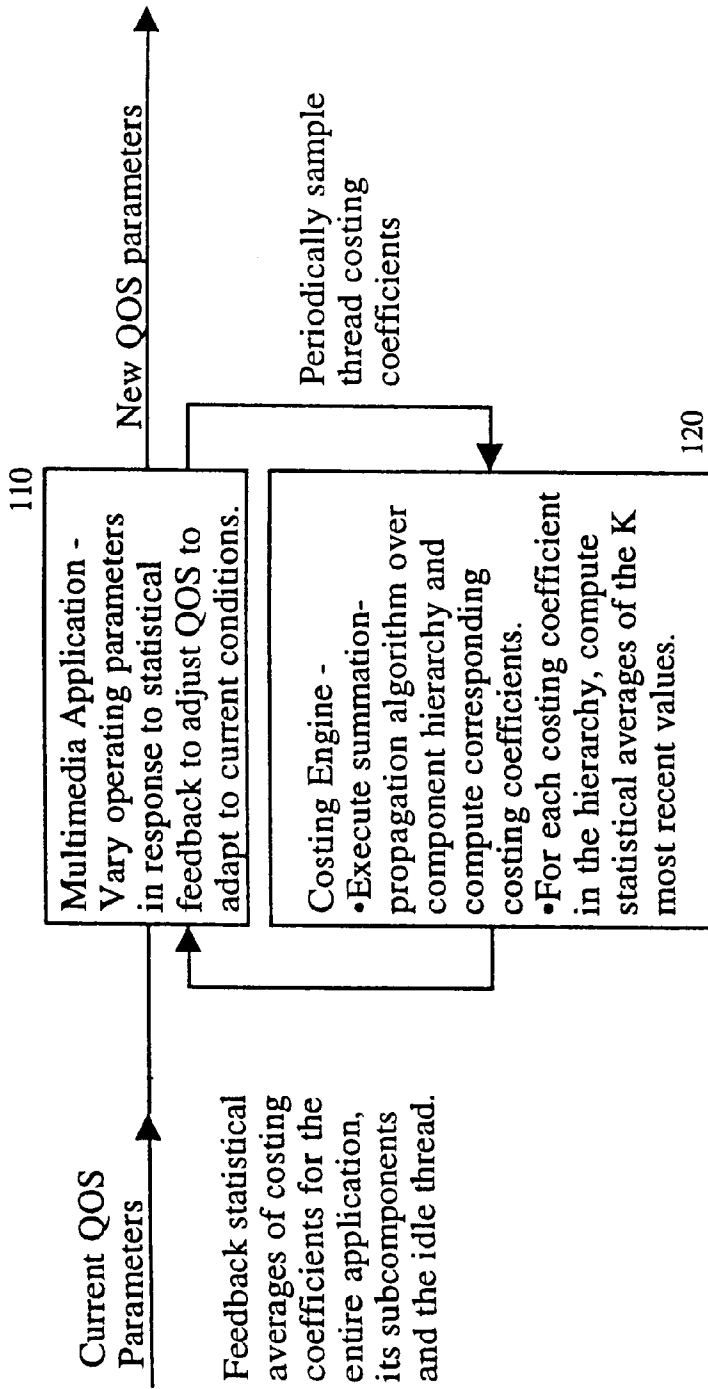 Current QOS
Parameters
Feedback statistical
averages of costing
coefficients for the
entire application,
its subcomponents
and the idle thread.
110
Multimedia Application -
Vary operating parameters
in response to statistical
feedback to adjust QOS to
adapt to current conditions.
Costing Engine -
•Execute summation-
propagation algorithm over
component hierarchy and
compute corresponding
costing coefficients.
•For each costing coefficient
in the hierarchy, compute
statistical averages of the K
most recent values.
120
New QOS parameters
Periodically sample
thread costing
coefficients